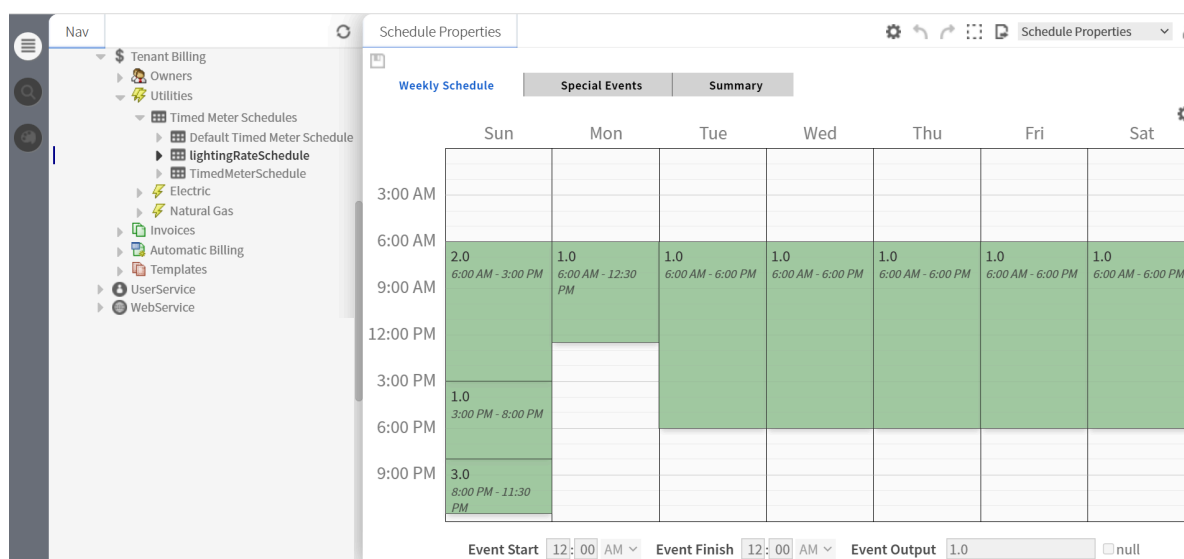 Nav
Schedule Properties
Schedule Properties
Tenant Billing
Owners
Utilities
Timed Meter Schedules
Default Timed Meter Schedule
lightingRateSchedule
TimedMeterSchedule
Electric
Natural Gas
Invoices
Automatic Billing
Templates
UserService
WebService
Weekly Schedule
Special Events
Summary
Sun Mon Tue Wed Thu Fri Sat
3:00 AM
6:00 AM
9:00 AM
12:00 PM
3:00 PM
6:00 PM
9:00 PM
2.0
6:00 AM - 3:00 PM
1.0
3:00 PM - 8:00 PM
3.0
8:00 PM - 11:30
PM
1.0
6:00 AM - 12:30
PM
1.0
6:00 AM - 6:00 PM
1.0
6:00 AM - 6:00 PM
1.0
6:00 AM - 6:00 PM
1.0
6:00 AM - 6:00 PM
1.0
6:00 AM - 6:00 PM
Event Start 12 : 00 AM Event Finish 12 : 00 AM Event Output 1.0 null